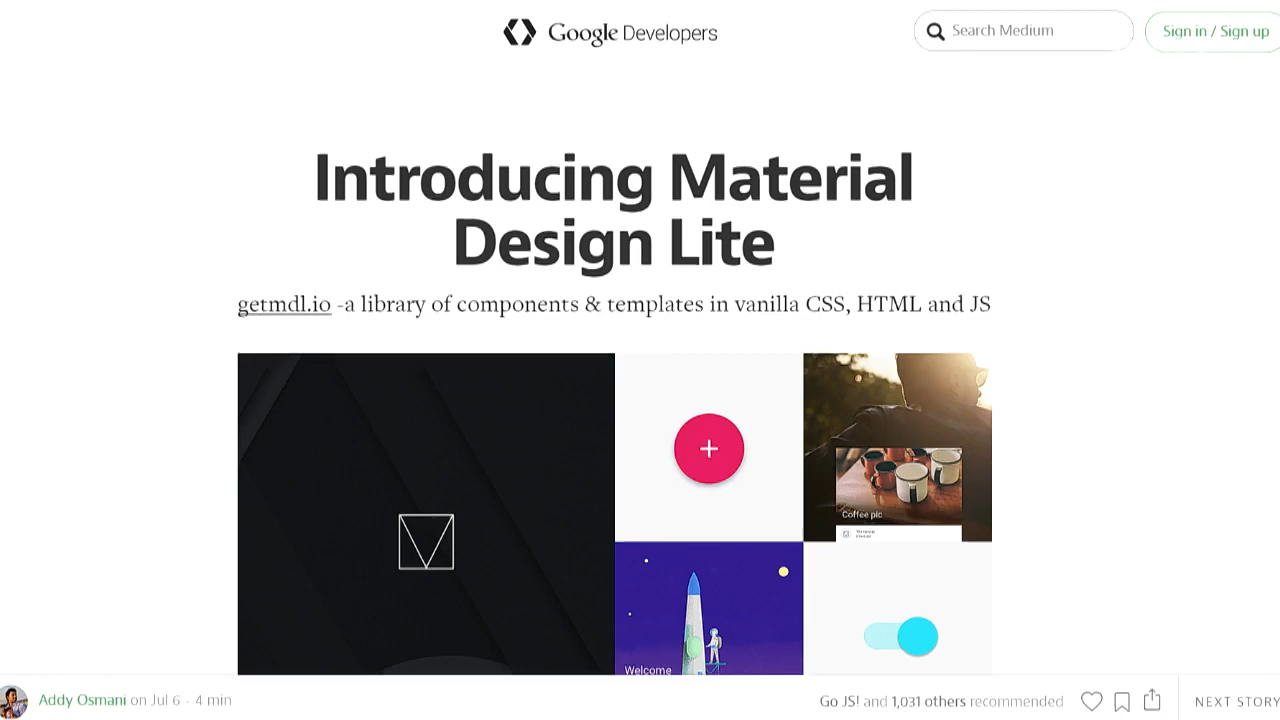 Google Developers
Search Medium
Sign in / Sign up
Introducing Material
Design Lite
getmdl.io -a library of components & templates in vanilla CSS, HTML and JS
Coffee pic
Welcome
Addy Osmani on Jul 6 · 4 min
Go JS! and 1,031 others recommended
NEXT STORY